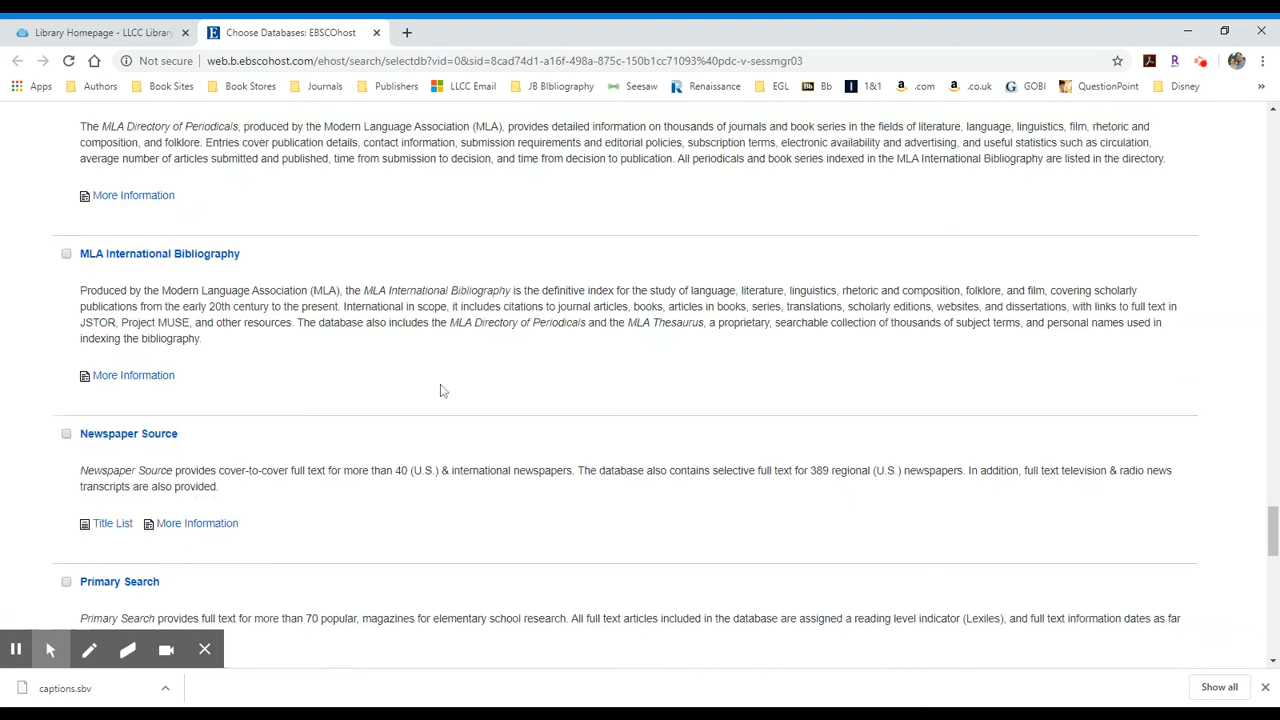 Library Homepage - LLCC Library
Choose Databases: EBSCOhost
Not secure web.b.ebscohost.com/ehost/search/selectdb?vid=0&sid=8cad74d1-a16f-498a-875c-150b1cc71093%40pdc-v-sessmgr03
Apps Authors Book Sites Book Stores Journals Publishers LLCC Email JB BIbliography Seesaw Renaissance EGL Bb 1&1 .com .co.uk GOBI QuestionPoint Disney
The MLA Directory of Periodicals, produced by the Modern Language Association (MLA), provides detailed information on thousands of journals and book series in the fields of literature, language, linguistics, film, rhetoric and
composition, and folklore. Entries cover publication details, contact information, submission requirements and editorial policies, subscription terms, electronic availability and advertising, and useful statistics such as circulation,
average number of articles submitted and published, time from submission to decision, and time from decision to publication. All periodicals and book series indexed in the MLA International Bibliography are listed in the directory.
More Information
MLA International Bibliography
Produced by the Modern Language Association (MLA), the MLA International Bibliography is the definitive index for the study of language, literature, linguistics, rhetoric and composition, folklore, and film, covering scholarly
publications from the early 20th century to the present. International in scope, it includes citations to journal articles, books, articles in books, series, translations, scholarly editions, websites, and dissertations, with links to full text in
JSTOR, Project MUSE, and other resources. The database also includes the MLA Directory of Periodicals and the MLA Thesaurus, a proprietary, searchable collection of thousands of subject terms, and personal names used in
indexing the bibliography.
More Information
Newspaper Source
Newspaper Source provides cover-to-cover full text for more than 40 (U.S.) & international newspapers. The database also contains selective full text for 389 regional (U.S.) newspapers. In addition, full text television & radio news
transcripts are also provided.
Title List More Information
Primary Search
Primary Search provides full text for more than 70 popular, magazines for elementary school research. All full text articles included in the database are assigned a reading level indicator (Lexiles), and full text information dates as far
captions.sbv
Show all